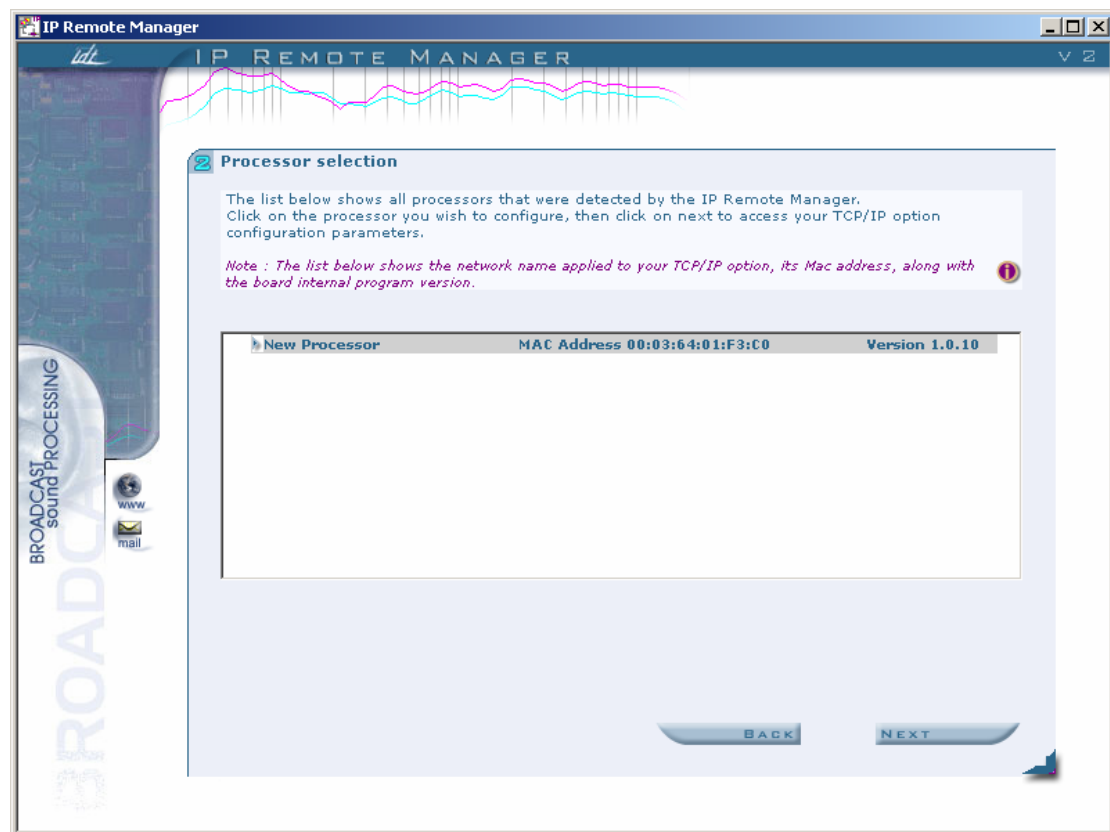 IP Remote Manager
idt
IP REMOTE MANAGER
V 2
2 Processor selection
The list below shows all processors that were detected by the IP Remote Manager.
Click on the processor you wish to configure, then click on next to access your TCP/IP option
configuration parameters.
Note : The list below shows the network name applied to your TCP/IP option, its Mac address, along with
the board internal program version.
New Processor MAC Address 00:03:64:01:F3:C0 Version 1.0.10
BROADCAST
sound PROCESSING
www
mail
BROADCA
BACK
NEXT